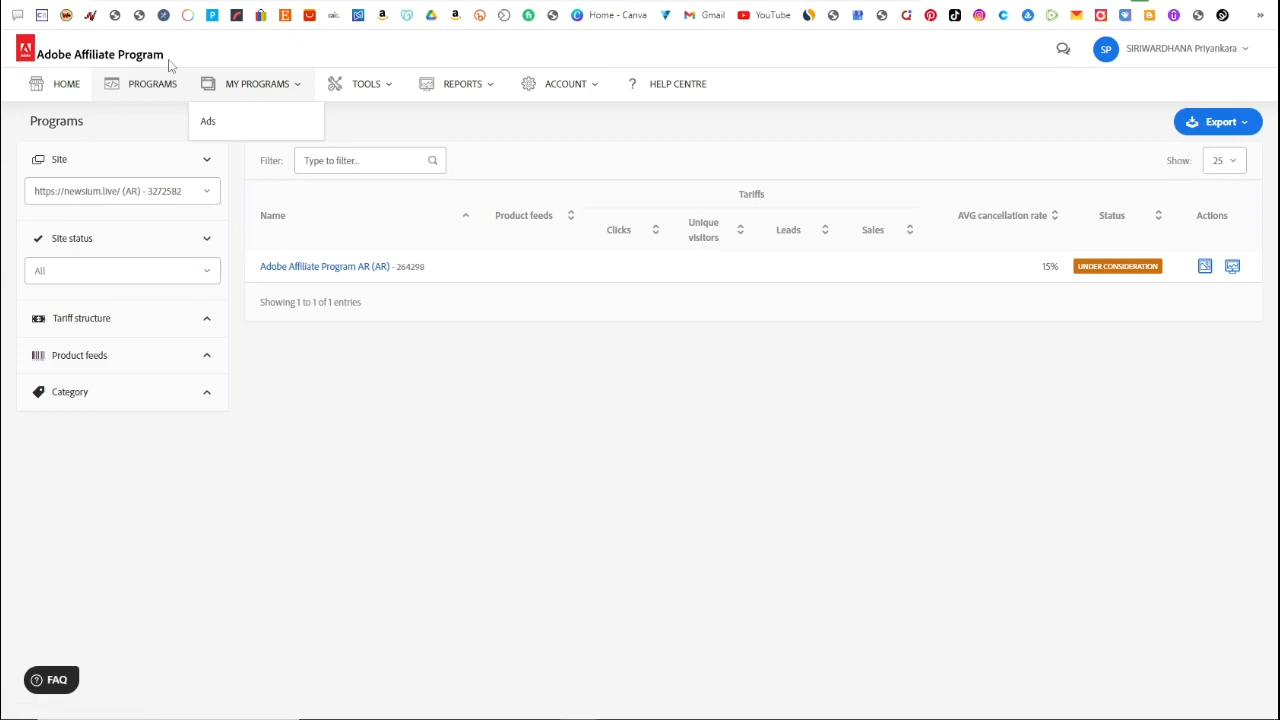 Home - Canva
Gmail
YouTube
»
Adobe Affiliate Program
SP
SIRIWARDHANA Priyankara
HOME
PROGRAMS
MY PROGRAMS
TOOLS
REPORTS
ACCOUNT
? HELP CENTRE
Ads
Programs
Export
Site
https://newsium.live/ (AR) - 3272582
Site status
All
Tariff structure
Product feeds
Category
Filter:
Type to filter..
Show:
25
Tariffs
Name
Product feeds
Clicks
Unique
visitors
Leads
Sales
AVG cancellation rate
Status
Actions
Adobe Affiliate Program AR (AR) - 264298
15%
UNDER CONSIDERATION
Showing 1 to 1 of 1 entries
? FAQ